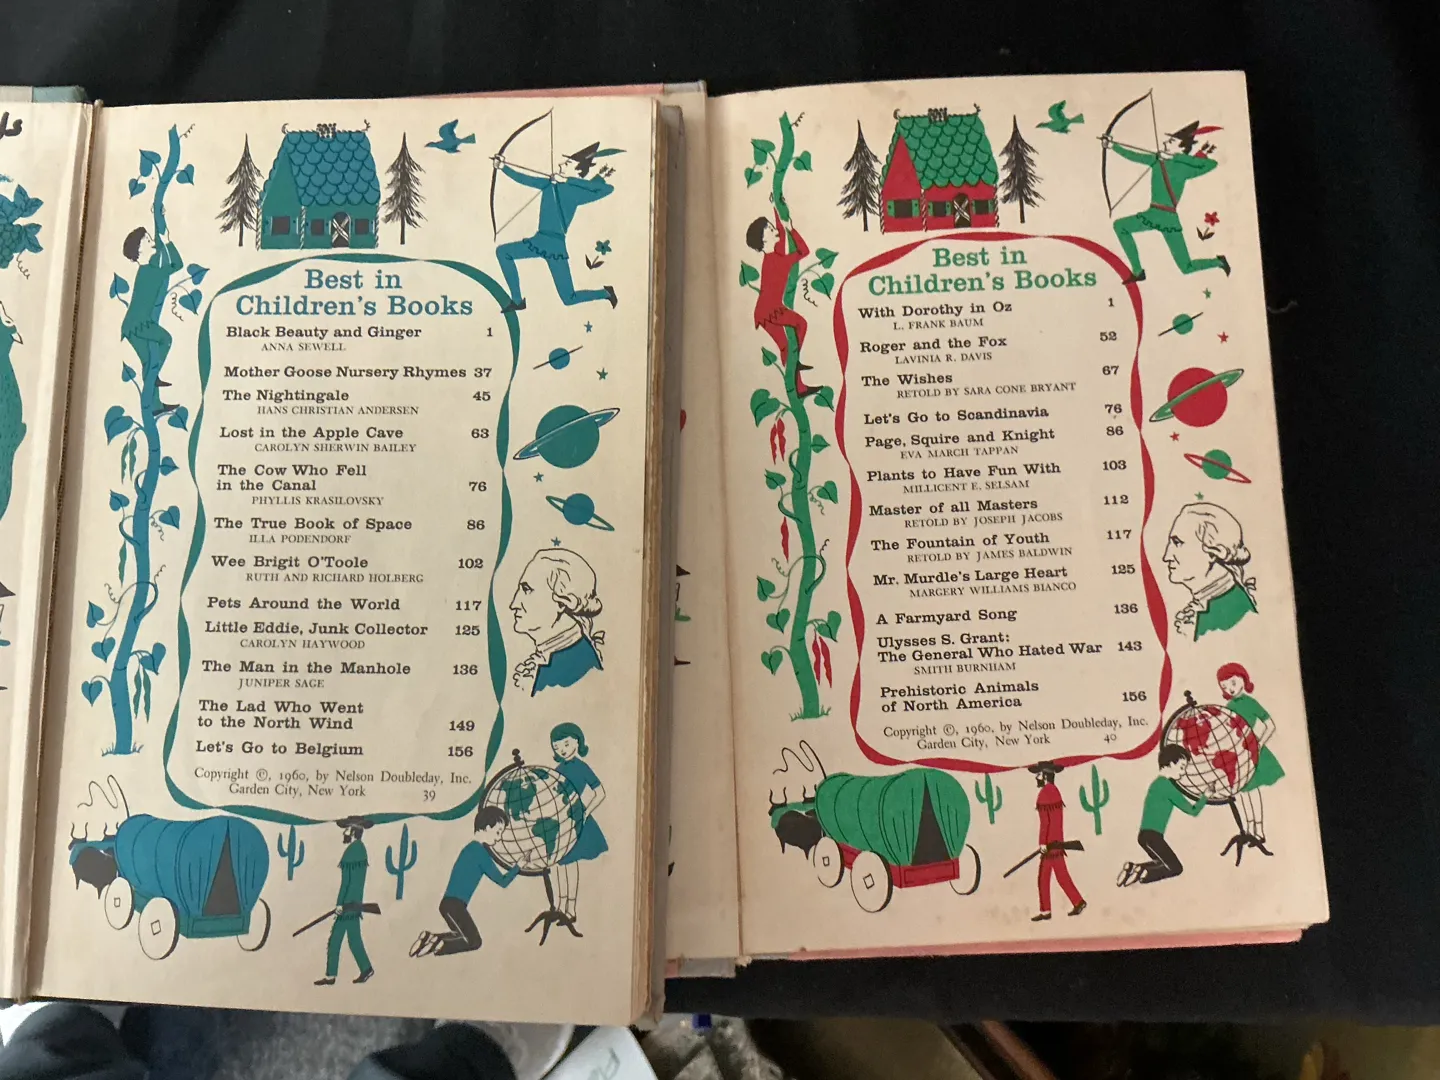 Best in
Children's Books
Black Beauty and Ginger 1
ANNA SEWELL
Mother Goose Nursery Rhymes 37
The Nightingale 45
HANS CHRISTIAN ANDERSEN
Lost in the Apple Cave 63
CAROLYN SHERWIN BAILEY
The Cow Who Fell
in the Canal 76
PHYLLIS KRASILOVSKY
The True Book of Space 86
ILLA PODENDORF
Wee Brigit O'Toole 102
RUTH AND RICHARD HOLBERG
Pets Around the World 117
Little Eddie, Junk Collector 125
CAROLYN HAYWOOD
The Man in the Manhole 136
JUNIPER SAGE
The Lad Who Went
to the North Wind 149
Let's Go to Belgium 156
Copyright ©, 1960, by Nelson Doubleday, Inc.
Garden City, New York 39
Best in
Children's Books
With Dorothy in Oz 1
L. FRANK BAUM
Roger and the Fox 52
LAVINIA R. DAVIS
The Wishes 67
RETOLD BY SARA CONE BRYANT
Let's Go to Scandinavia 76
Page, Squire and Knight 86
EVA MARCH TAPPAN
Plants to Have Fun With 103
MILLICENT E. SELSAM
Master of all Masters 112
RETOLD BY JOSEPH JACOBS
The Fountain of Youth 117
RETOLD BY JAMES BALDWIN
Mr. Murdle's Large Heart 125
MARGERY WILLIAMS BIANCO
A Farmyard Song 136
Ulysses S. Grant:
The General Who Hated War 143
SMITH BURNHAM
Prehistoric Animals
of North America 156
Copyright ©, 1960, by Nelson Doubleday, Inc.
Garden City, New York 40